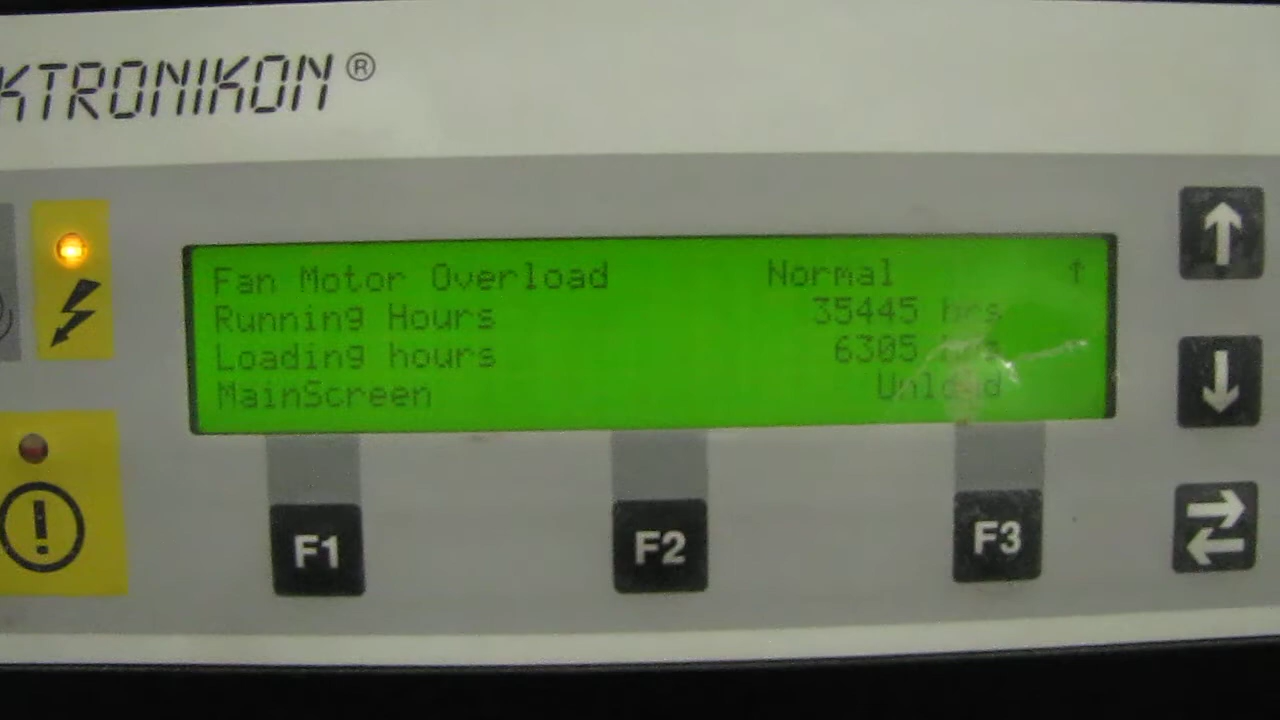 KTRONIKON®
Fan Motor Overload Normal ↑
Running Hours 35445 hrs
Loading hours 6305 hrs
MainScreen Unload
F1 F2 F3